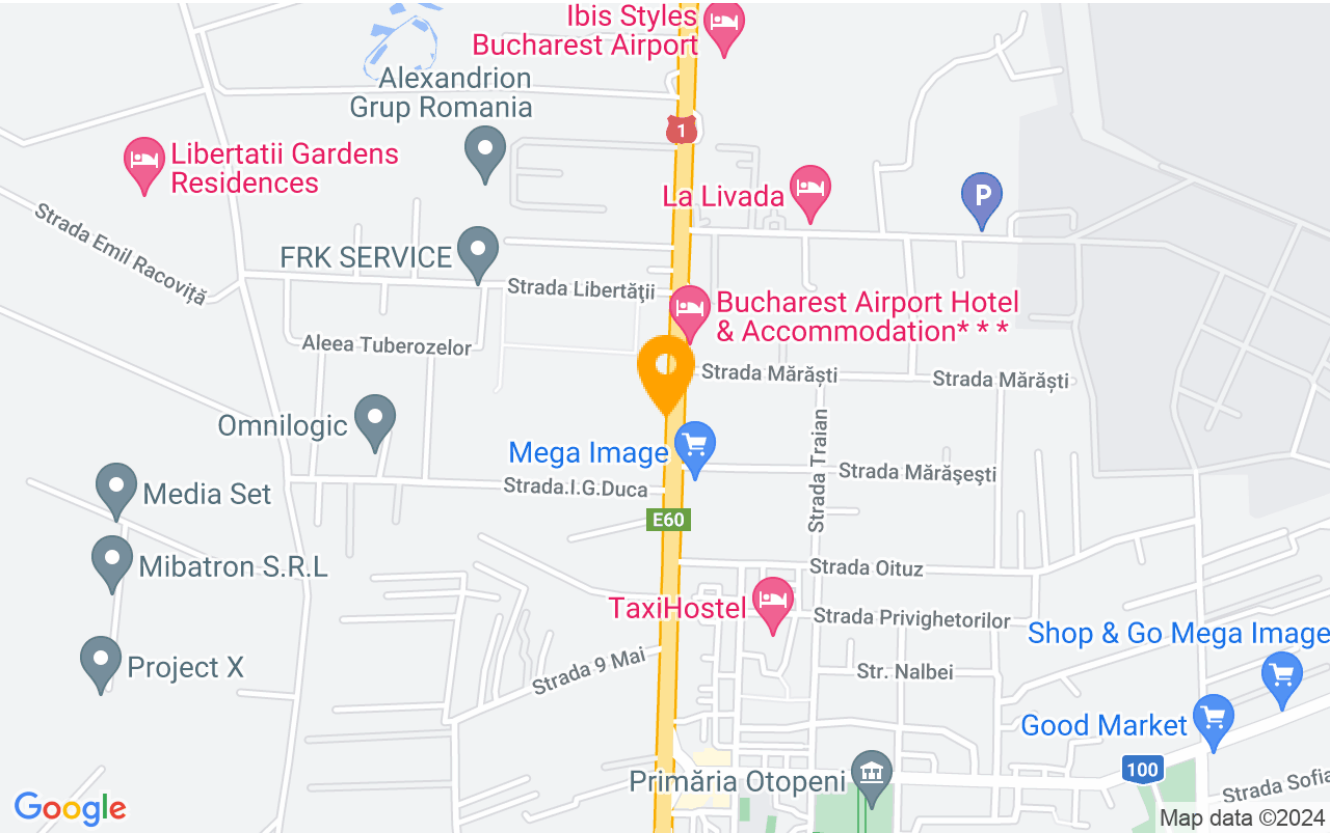 Ibis Styles
Bucharest Airport
Alexandrion
Grup Romania
1
Libertatii Gardens
Residences
La Livada
P
Strada Emil Racoviță
FRK SERVICE
Strada Libertăţii
Bucharest Airport Hotel
& Accommodation* * *
Aleea Tuberozelor
Strada Mărăști
Strada Mărăști
Omnilogic
Mega Image
Strada Traian
Strada Mărăşeşti
Media Set
Strada.I.G.Duca
E60
Mibatron S.R.L
Strada Oituz
TaxiHostel
Strada Privighetorilor
Shop & Go Mega Image
Project X
Strada 9 Mai
Str. Nalbei
Good Market
100
Primăria Otopeni
Strada Sofia
Google
Map data ©2024